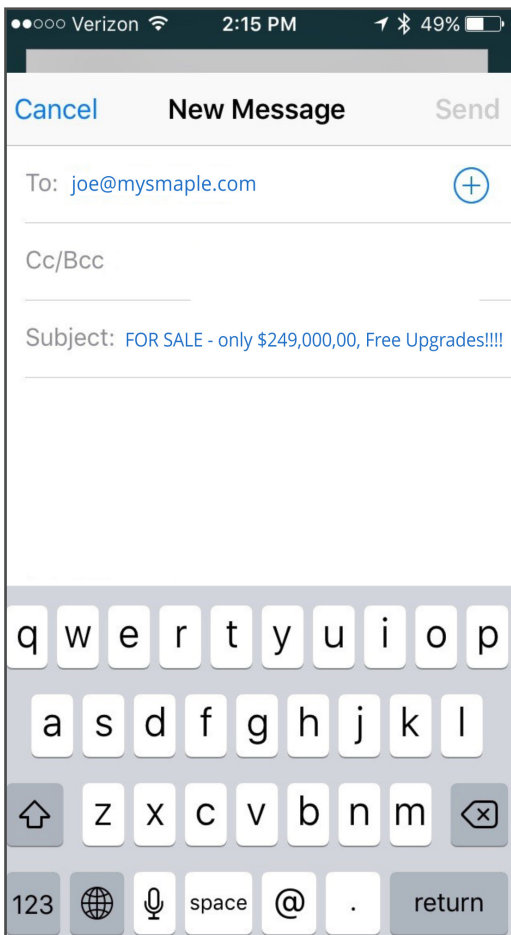 Verizon 2:15 PM 49%
Cancel New Message Send
To: joe@mysmaple.com
Cc/Bcc
Subject: FOR SALE - only $249,000,00, Free Upgrades!!!!
q w e r t y u i o p
a s d f g h j k l
z x c v b n m
123 space @ . return